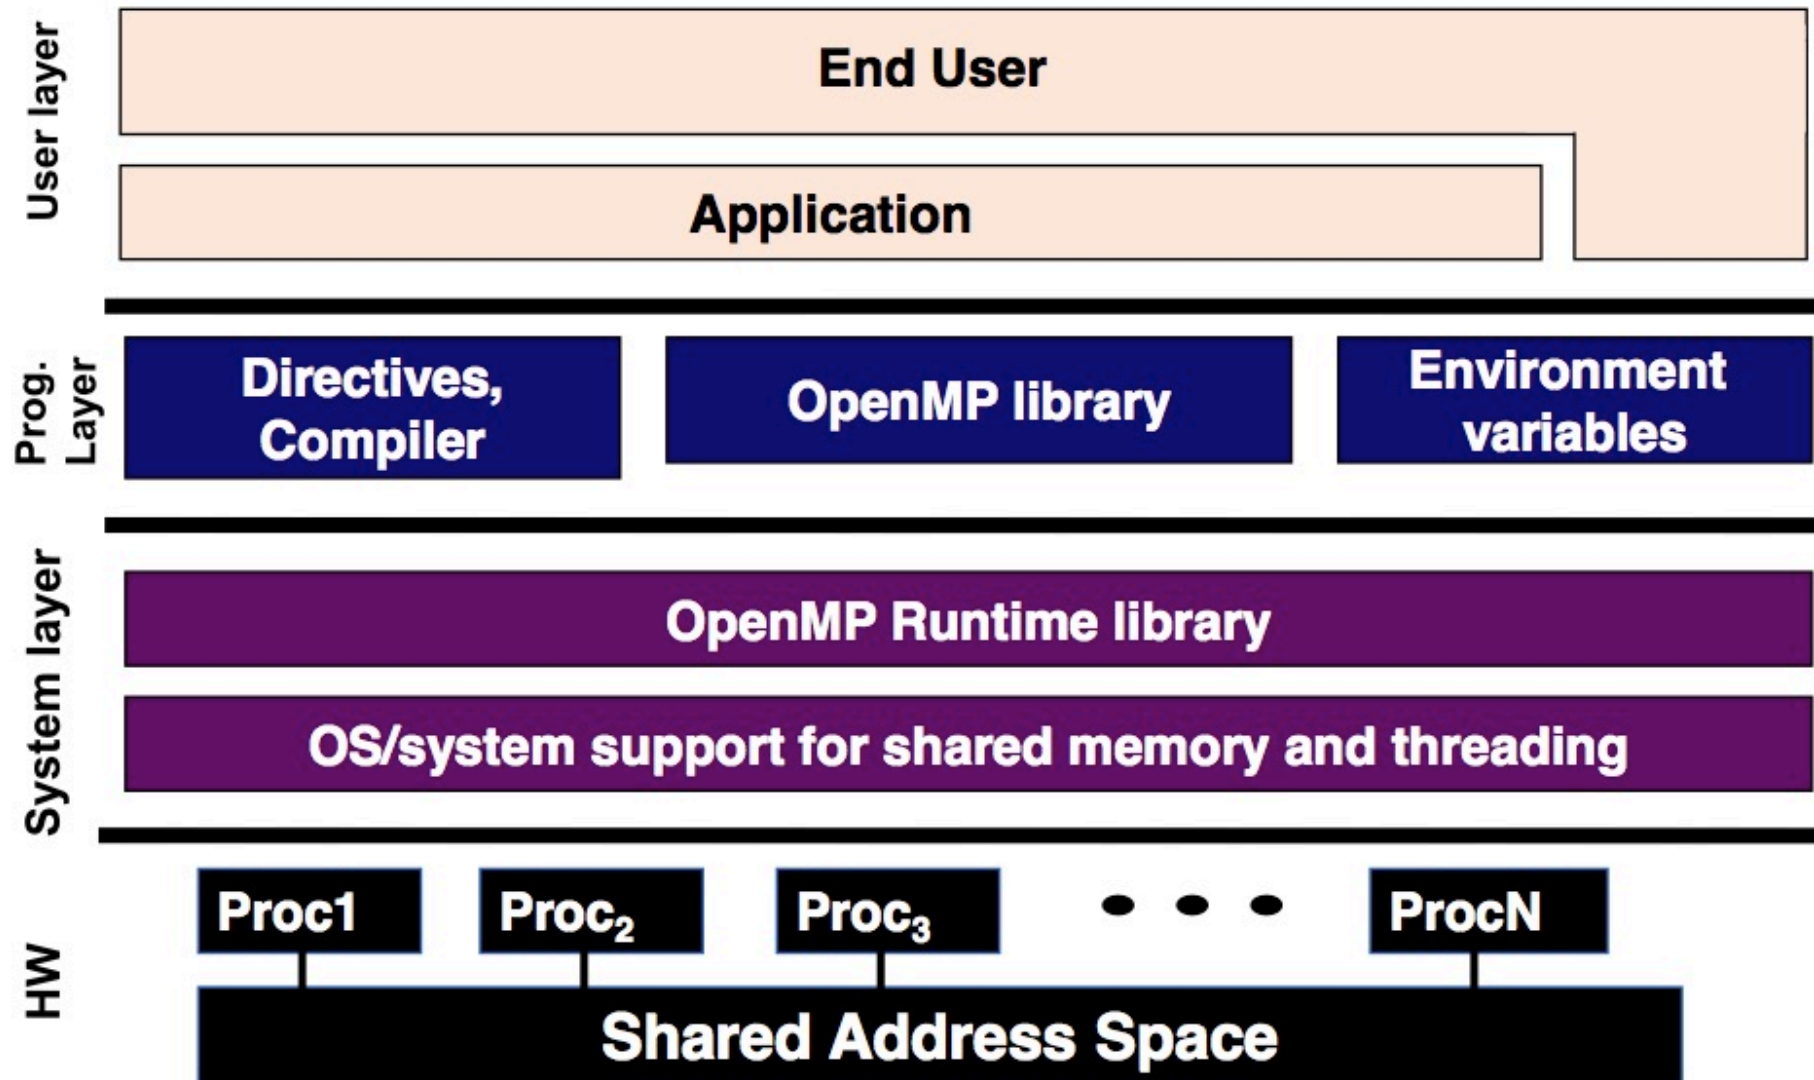 User layer
End User
Application
Prog.
Layer
Directives,
Compiler
OpenMP library
Environment
variables
System layer
OpenMP Runtime library
OS/system support for shared memory and threading
HW
Proc1
Proc₂
Proc₃
ProcN
Shared Address Space